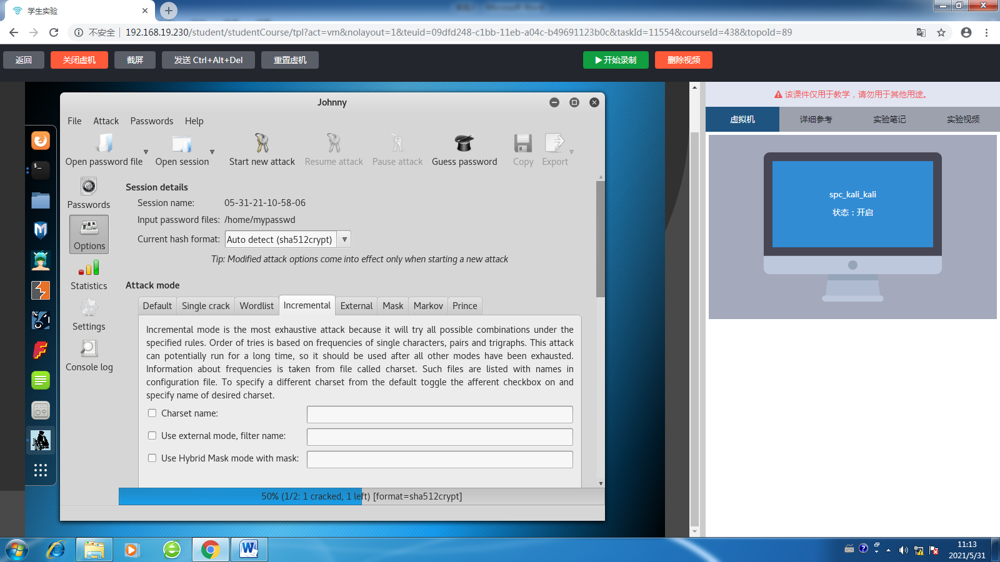 学生实验
不安全 192.168.19.230/student/studentCourse/tpl?act=vm&nolayout=1&teuid=09dfd248-c1bb-11eb-a04c-b49691123b0c&taskId=11554&courseId=438&topoId=89
返回 关闭虚机 截屏 发送 Ctrl+Alt+Del 重置虚机 开始录制 删除视频
该课件仅用于教学，请勿用于其他用途。
虚拟机 详细参考 实验笔记 实验视频
spc_kali_kali
状态：开启
Johnny
File Attack Passwords Help
Open password file Open session Start new attack Resume attack Pause attack Guess password Copy Export
Passwords
Options
Statistics
Settings
Console log
Session details
Session name: 05-31-21-10-58-06
Input password files: /home/mypasswd
Current hash format: Auto detect (sha512crypt)
Tip: Modified attack options come into effect only when starting a new attack
Attack mode
Default Single crack Wordlist Incremental External Mask Markov Prince
Incremental mode is the most exhaustive attack because it will try all possible combinations under the
specified rules. Order of tries is based on frequencies of single characters, pairs and trigraphs. This attack
can potentially run for a long time, so it should be used after all other modes have been exhausted.
Information about frequencies is taken from file called charset. Such files are listed with names in
configuration file. To specify a different charset from the default toggle the afferent checkbox on and
specify name of desired charset.
Charset name:
Use external mode, filter name:
Use Hybrid Mask mode with mask:
50% (1/2: 1 cracked, 1 left) [format=sha512crypt]
11:13
2021/5/31